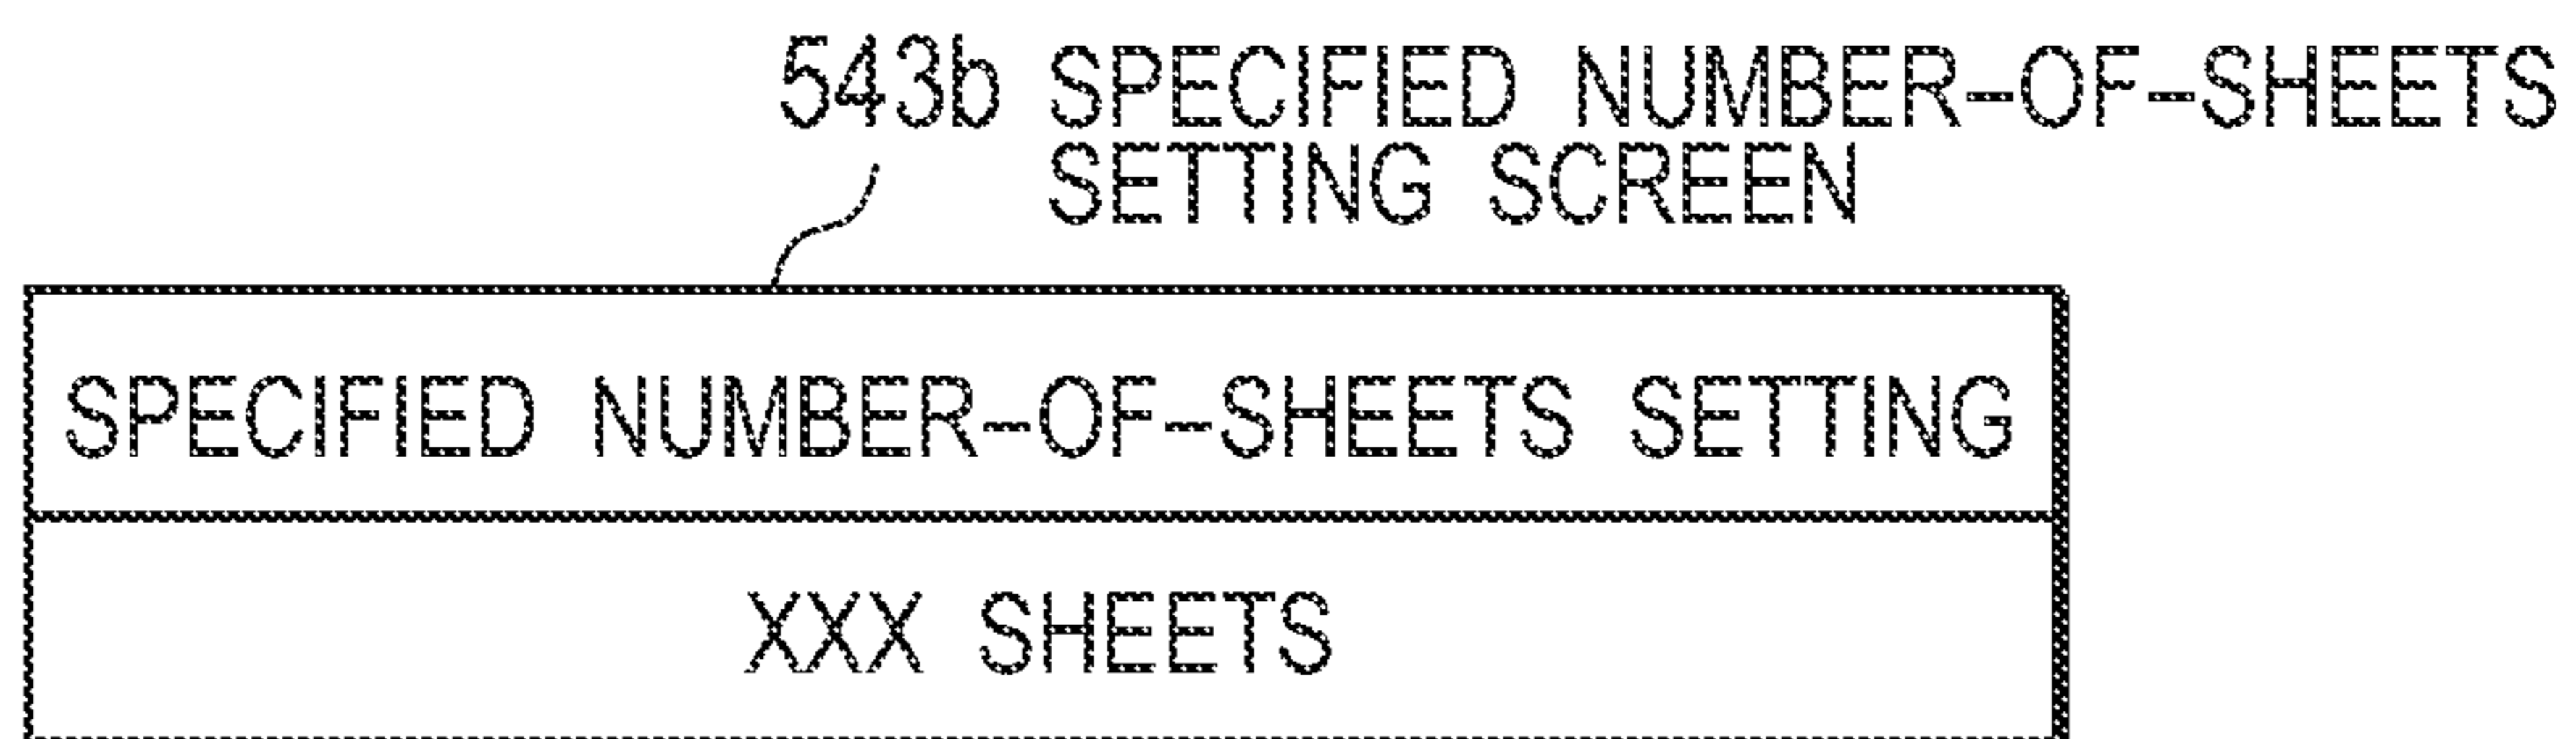 543b SPECIFIED NUMBER-OF-SHEETS
SETTING SCREEN
SPECIFIED NUMBER-OF-SHEETS SETTING
XXX SHEETS